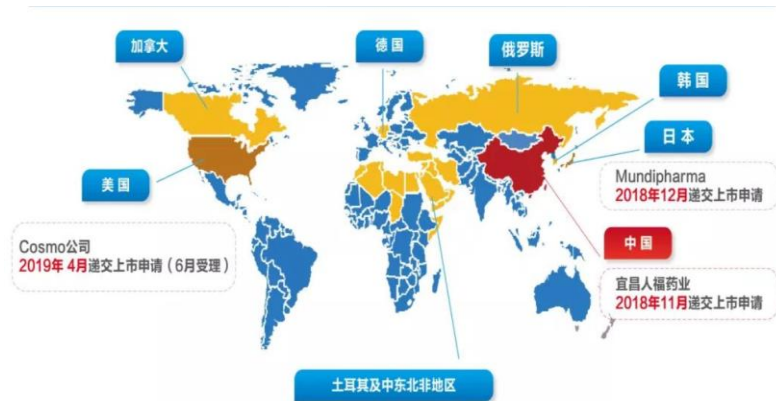 加拿大
德国
俄罗斯
韩国
日本
Mundipharma
2018年12月递交上市申请
美国
Cosmo公司
2019年 4月递交上市申请（6月受理）
中国
宜昌人福药业
2018年11月递交上市申请
土耳其及中东北非地区